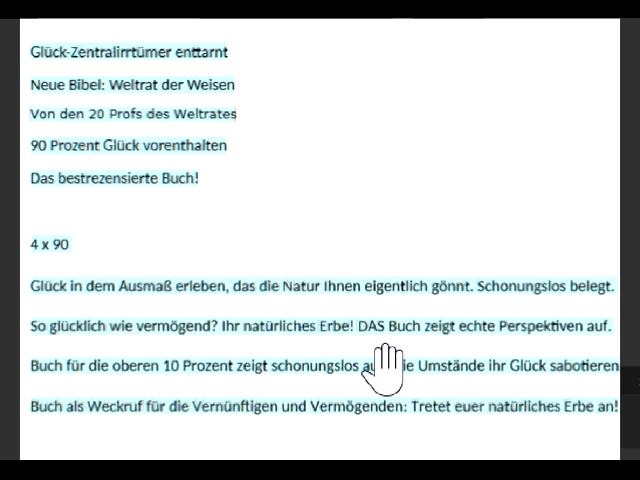 Glück-Zentralirrtümer enttarnt
Neue Bibel: Weltrat der Weisen
Von den 20 Profs des Weltrates
90 Prozent Glück vorenthalten
Das bestrezensierte Buch!
4 x 90
Glück in dem Ausmaß erleben, das die Natur Ihnen eigentlich gönnt. Schonungslos belegt.
So glücklich wie vermögend? Ihr natürliches Erbe! DAS Buch zeigt echte Perspektiven auf.
Buch für die oberen 10 Prozent zeigt schonungslos Umstände ihr Glück sabotieren
Buch als Weckruf für die Vernünftigen und Vermögenden: Tretet euer natürliches Erbe an!